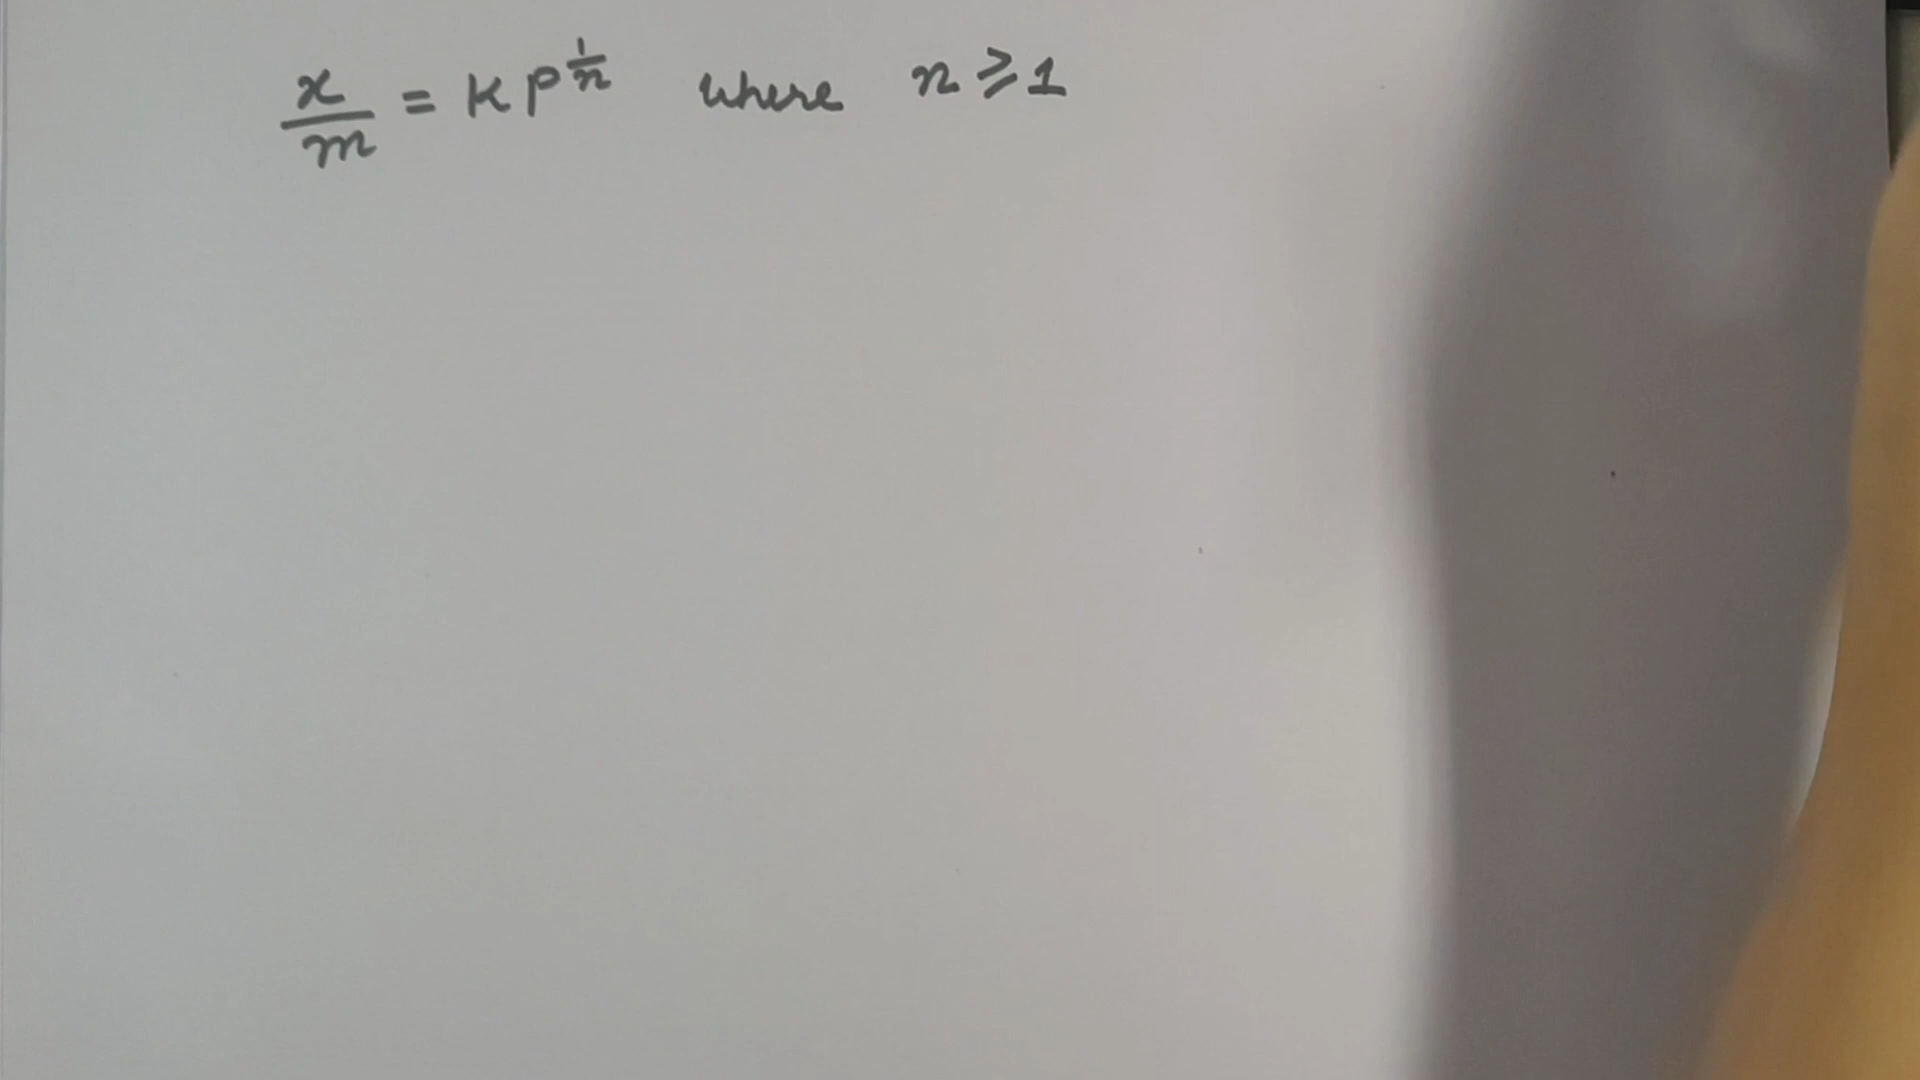 x/m = K P^(1/n) where n ⩾ 1